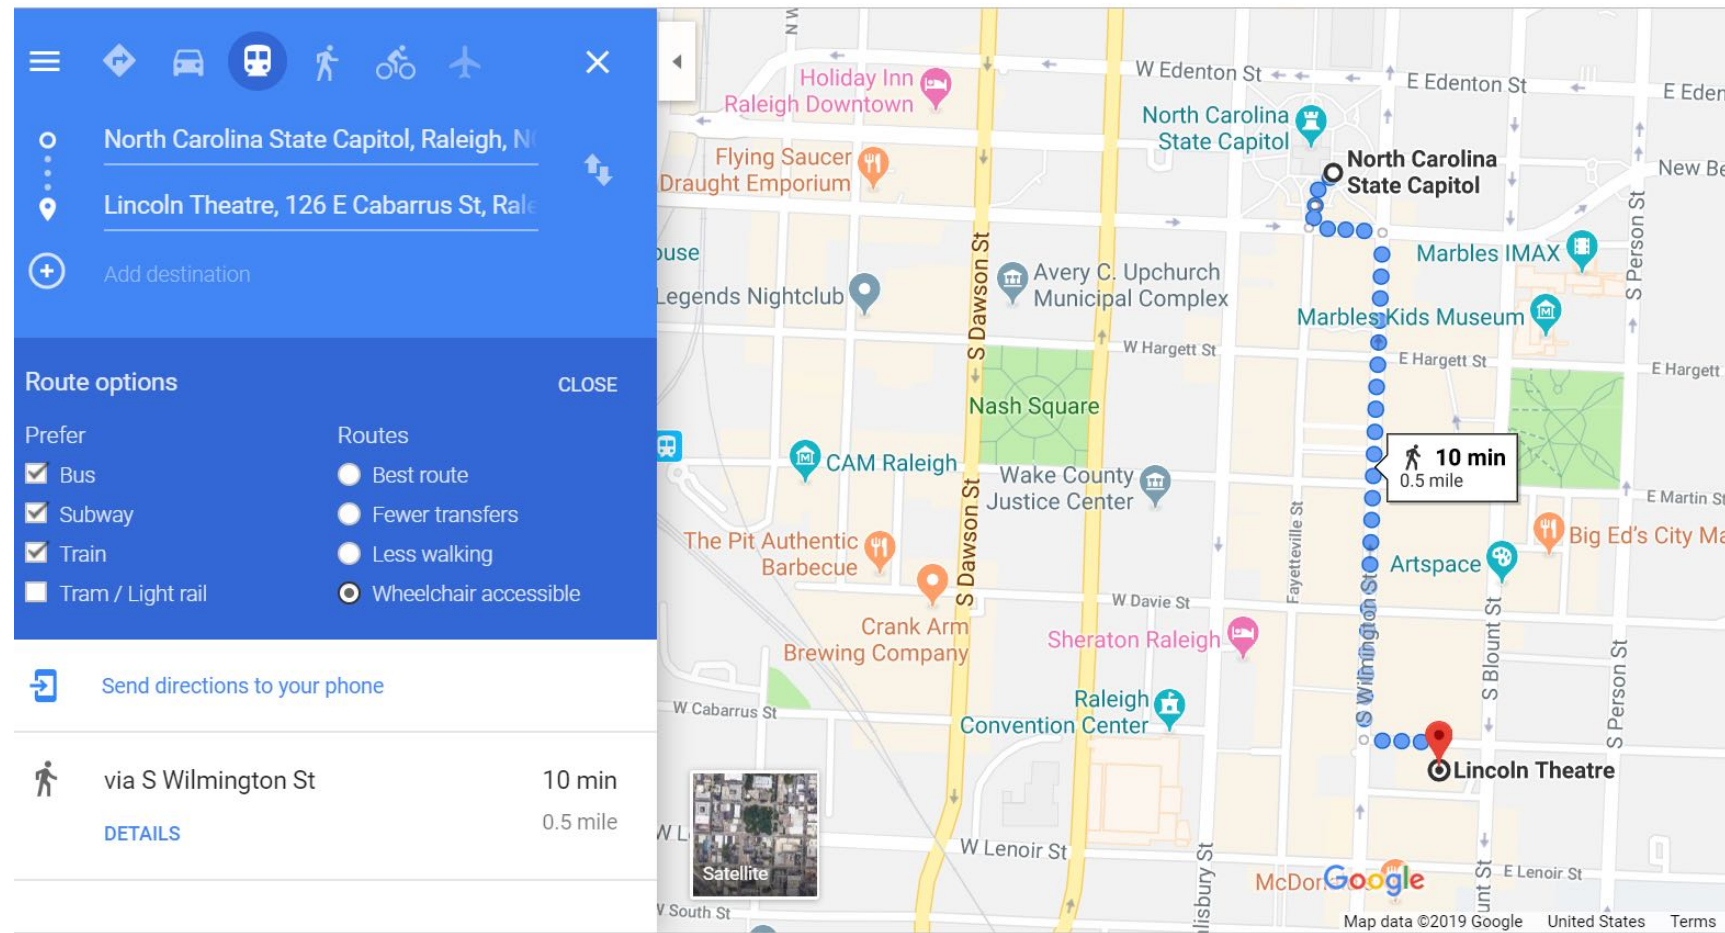 North Carolina State Capitol, Raleigh, N
Lincoln Theatre, 126 E Cabarrus St, Rale
Add destination
Route options
CLOSE
Prefer
Routes
Bus
Best route
Subway
Fewer transfers
Train
Less walking
Tram / Light rail
Wheelchair accessible
Send directions to your phone
via S Wilmington St
10 min
0.5 mile
DETAILS
N W
Holiday Inn
Raleigh Downtown
W Edenton St
E Edenton St
E Eden
North Carolina
State Capitol
North Carolina
State Capitol
Flying Saucer
Draught Emporium
New Be
S Person St
ouse
S Dawson St
Marbles IMAX
Avery C. Upchurch
Municipal Complex
Legends Nightclub
Marbles Kids Museum
W Hargett St
E Hargett St
E Hargett
Nash Square
10 min
0.5 mile
CAM Raleigh
Wake County
Justice Center
E Martin St
S Dawson St
Fayetteville St
Big Ed's City Ma
The Pit Authentic
Barbecue
Artspace
W Davie St
Crank Arm
Brewing Company
Sheraton Raleigh
S Wilmington St
S Blount St
S Person St
Raleigh
Convention Center
W Cabarrus St
Lincoln Theatre
Satellite
W L
W Lenoir St
lisbury St
McDon
Google
unt St
E Lenoir St
W South St
Map data ©2019 Google
United States
Terms